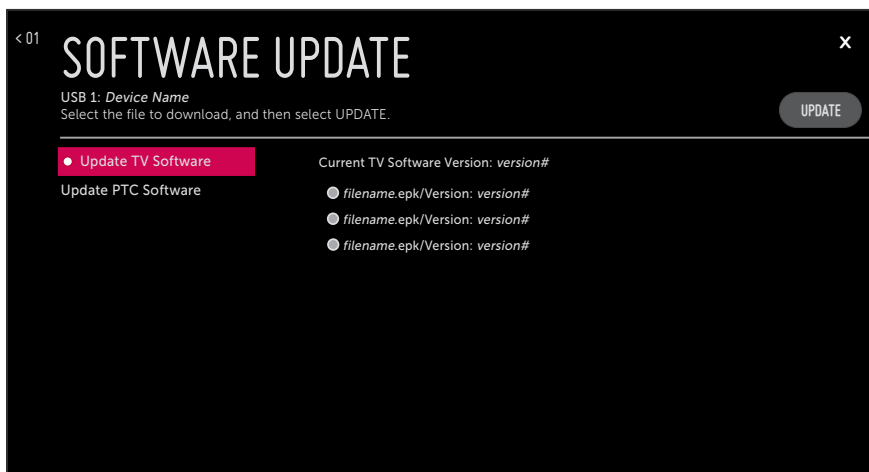 < 01
SOFTWARE UPDATE
X
USB 1: Device Name
Select the file to download, and then select UPDATE.
UPDATE
Update TV Software
Current TV Software Version: version#
Update PTC Software
filename.epk/Version: version#
filename.epk/Version: version#
filename.epk/Version: version#